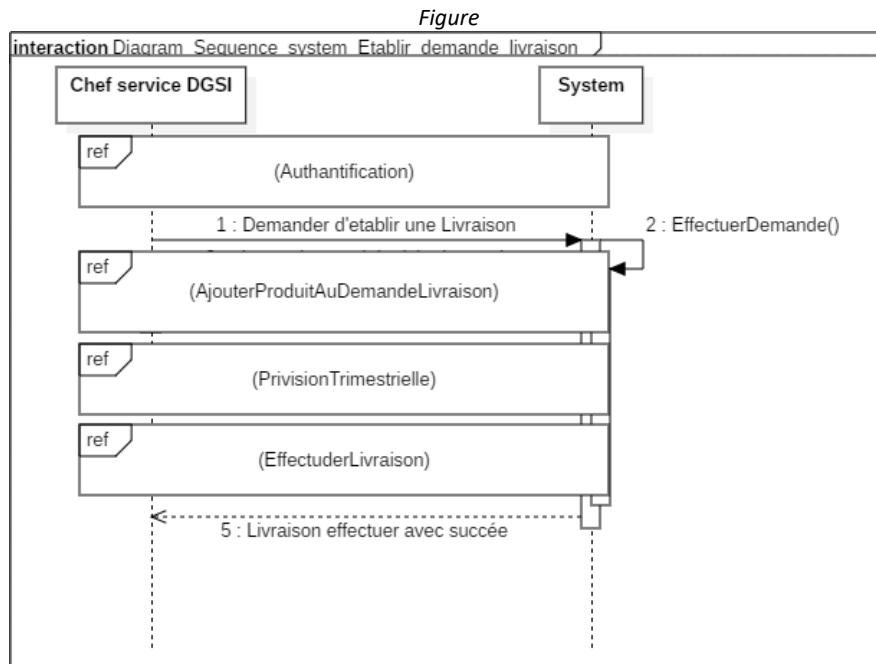 Figure
interaction Diagram_Sequence_system_Etablir_demande_livraison
Chef service DGSI
System
ref
(Authantification)
1 : Demander d'etablir une Livraison
2 : EffectuerDemande()
ref
(AjouterProduitAuDemandeLivraison)
ref
(PrivisionTrimestrielle)
ref
(EffectuderLivraison)
5 : Livraison effectuer avec succée